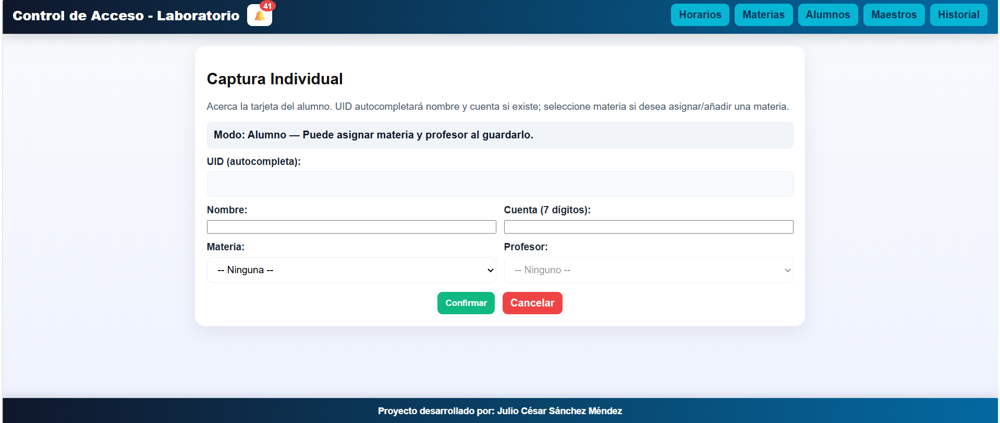 Control de Acceso - Laboratorio
41
Horarios
Materias
Alumnos
Maestros
Historial
Captura Individual
Acerca la tarjeta del alumno. UID autocompletará nombre y cuenta si existe; seleccione materia si desea asignar/añadir una materia.
Modo: Alumno — Puede asignar materia y profesor al guardarlo.
UID (autocompleta):
Nombre:
Cuenta (7 dígitos):
Materia:
Profesor:
-- Ninguna --
-- Ninguno --
Confirmar
Cancelar
Proyecto desarrollado por: Julio César Sánchez Méndez